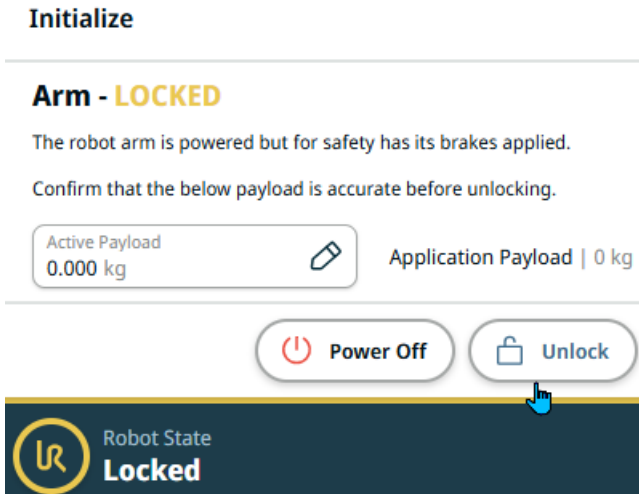 Initialize
Arm - LOCKED
The robot arm is powered but for safety has its brakes applied.
Confirm that the below payload is accurate before unlocking.
Active Payload
0.000 kg
Application Payload | 0 kg
Power Off
Unlock
UR
Robot State
Locked